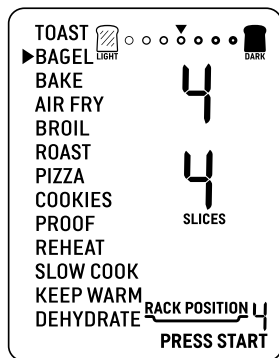 TOAST
LIGHT
DARK
BAGEL
4
BAKE
AIR FRY
BROIL
ROAST
4
PIZZA
COOKIES
SLICES
PROOF
REHEAT
SLOW COOK
KEEP WARM
RACK POSITION 4
DEHYDRATE
PRESS START